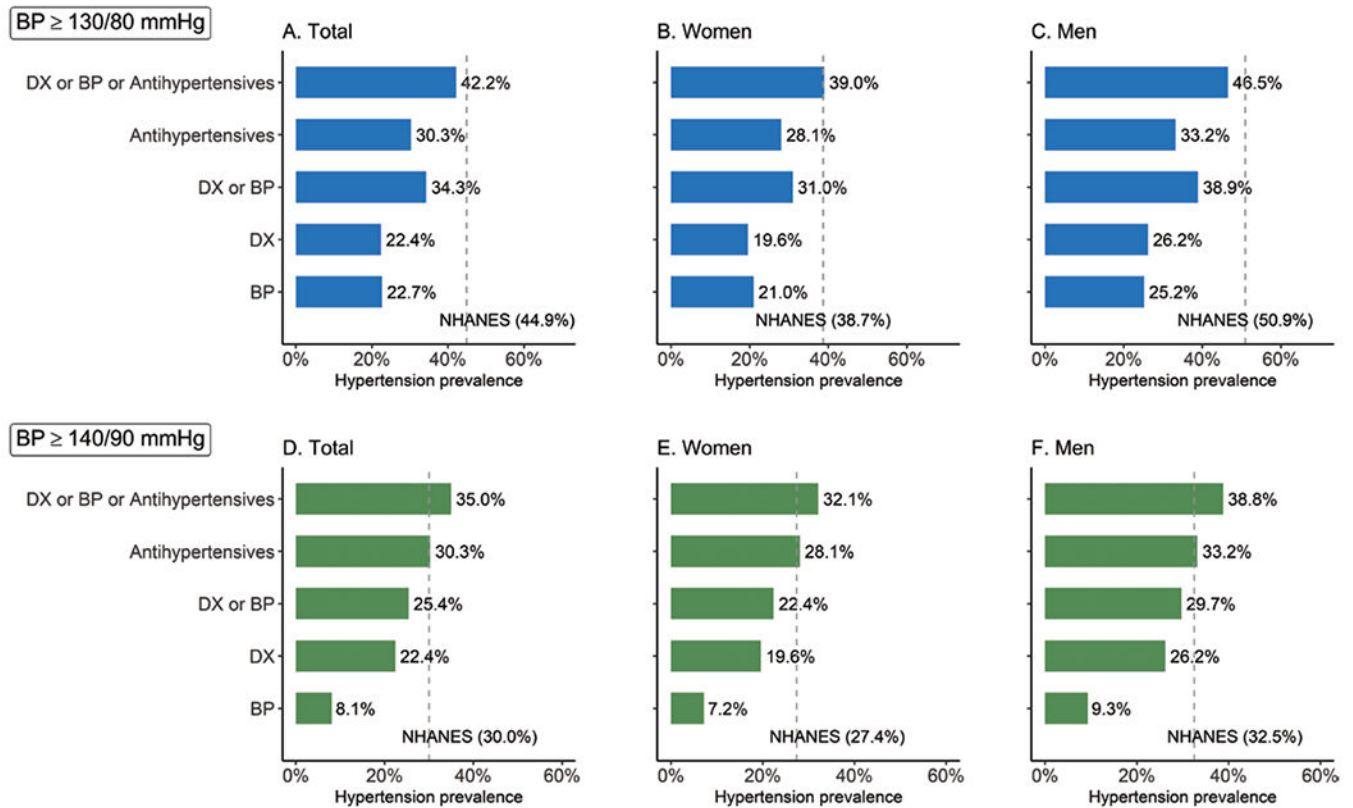 BP ≥ 130/80 mmHg
A. Total
B. Women
C. Men
DX or BP or Antihypertensives
42.2%
39.0%
46.5%
Antihypertensives
30.3%
28.1%
33.2%
DX or BP
34.3%
31.0%
38.9%
DX
22.4%
19.6%
26.2%
BP
22.7%
21.0%
25.2%
NHANES (44.9%)
NHANES (38.7%)
NHANES (50.9%)
0% 20% 40% 60%
0% 20% 40% 60%
0% 20% 40% 60%
Hypertension prevalence
Hypertension prevalence
Hypertension prevalence
BP ≥ 140/90 mmHg
D. Total
E. Women
F. Men
DX or BP or Antihypertensives
35.0%
32.1%
38.8%
Antihypertensives
30.3%
28.1%
33.2%
DX or BP
25.4%
22.4%
29.7%
DX
22.4%
19.6%
26.2%
BP
8.1%
7.2%
9.3%
NHANES (30.0%)
NHANES (27.4%)
NHANES (32.5%)
0% 20% 40% 60%
0% 20% 40% 60%
0% 20% 40% 60%
Hypertension prevalence
Hypertension prevalence
Hypertension prevalence